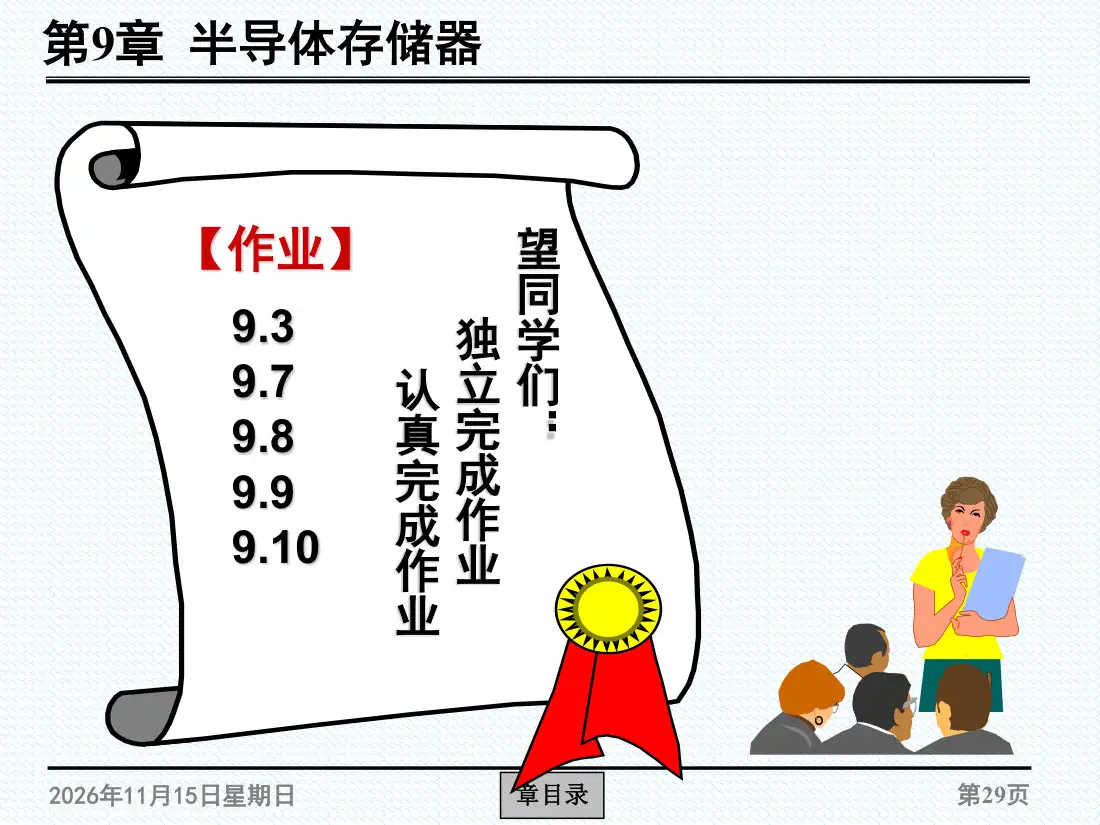 第9章 半导体存储器
【作业】
9.3
9.7
9.8
9.9
9.10
望同学们：
独立完成作业
认真完成作业
2026年11月15日星期日
章目录
第29页